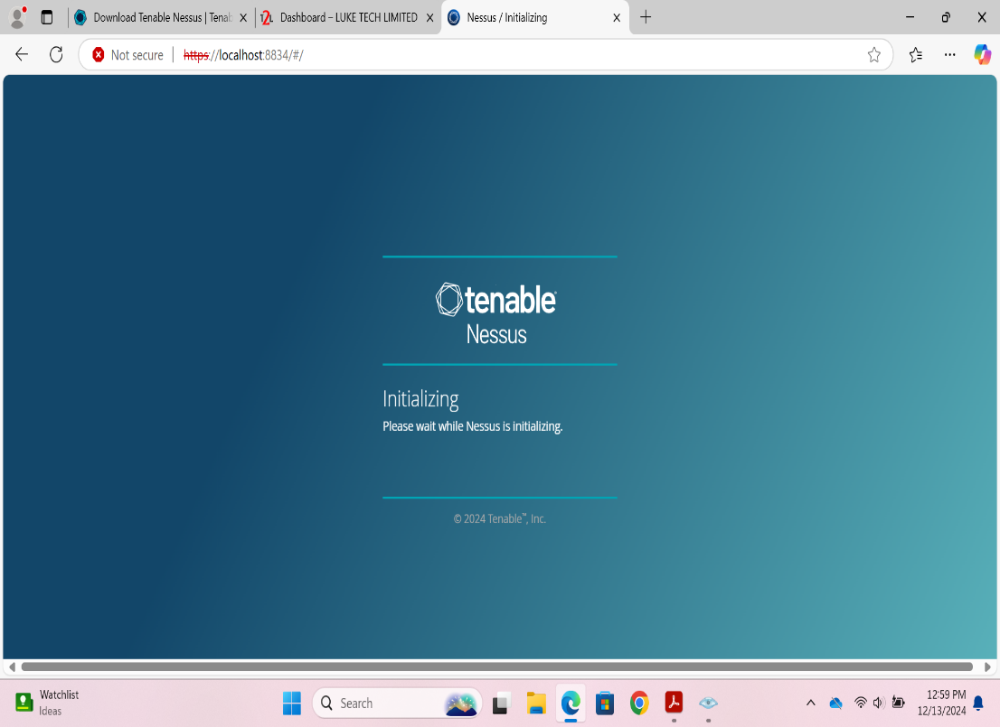 Download Tenable Nessus | Tenab
Dashboard – LUKE TECH LIMITED
Nessus / Initializing
Not secure
https://localhost:8834/#/
tenable
Nessus
Initializing
Please wait while Nessus is initializing.
© 2024 Tenable™, Inc.
Watchlist
Ideas
Search
12:59 PM
12/13/2024